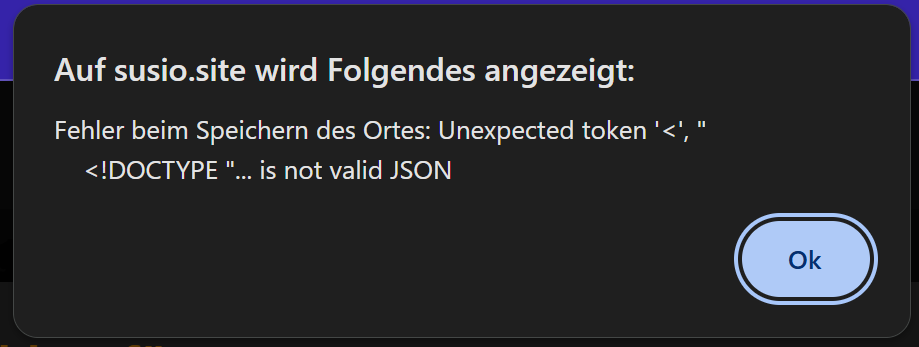 Auf susio.site wird Folgendes angezeigt:
Fehler beim Speichern des Ortes: Unexpected token '<', "
<!DOCTYPE "... is not valid JSON
Ok